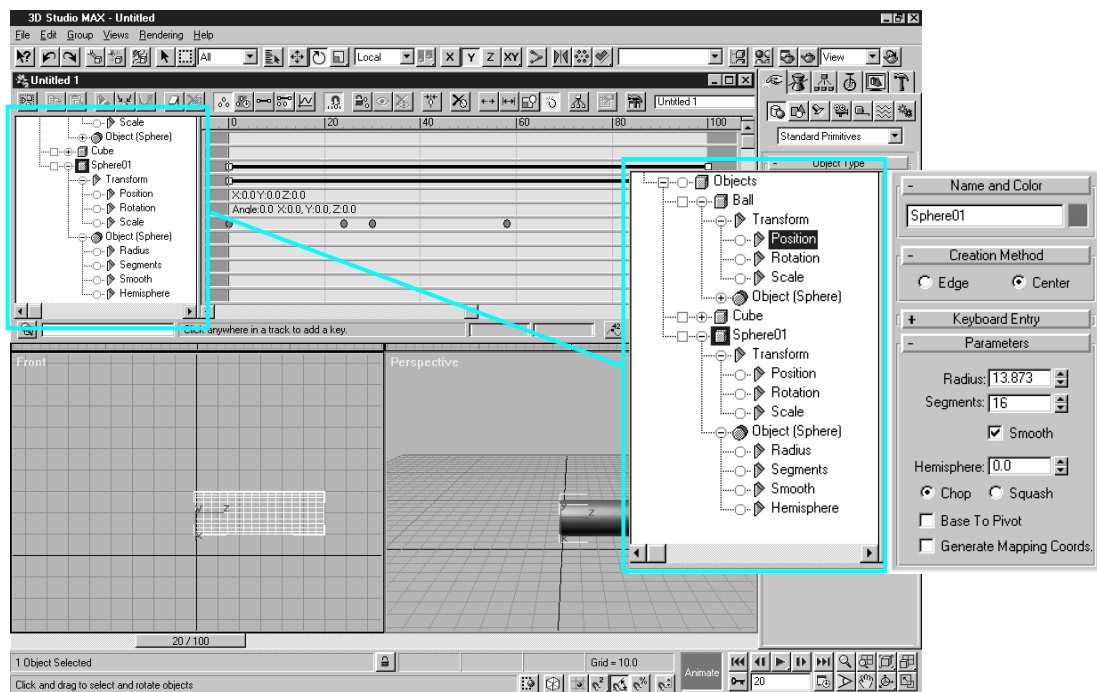 3D Studio MAX - Untitled
File Edit Group Views Rendering Help
All
Local
X Y Z XY
View
Untitled 1
Untitled 1
Scale
Object (Sphere)
Cube
Sphere01
Transform
Position
Rotation
Scale
Object (Sphere)
Radius
Segments
Smooth
Hemisphere
0 20 40 60 80 100
X:0.0 Y:0.0 Z:0.0
Angle:0.0 X:0.0, Y:0.0, Z:0.0
Click anywhere in a track to add a key.
Standard Primitives
- Object Type
Objects
Ball
Transform
Position
Rotation
Scale
Object (Sphere)
Cube
Sphere01
Transform
Position
Rotation
Scale
Object (Sphere)
Radius
Segments
Smooth
Hemisphere
- Name and Color
Sphere01
- Creation Method
Edge Center
+ Keyboard Entry
- Parameters
Radius: 13.873
Segments: 16
Smooth
Hemisphere: 0.0
Chop Squash
Base To Pivot
Generate Mapping Coords.
Front
y z
x
Perspective
y z
x
20 / 100
1 Object Selected
Grid = 10.0
Animate
20
Click and drag to select and rotate objects